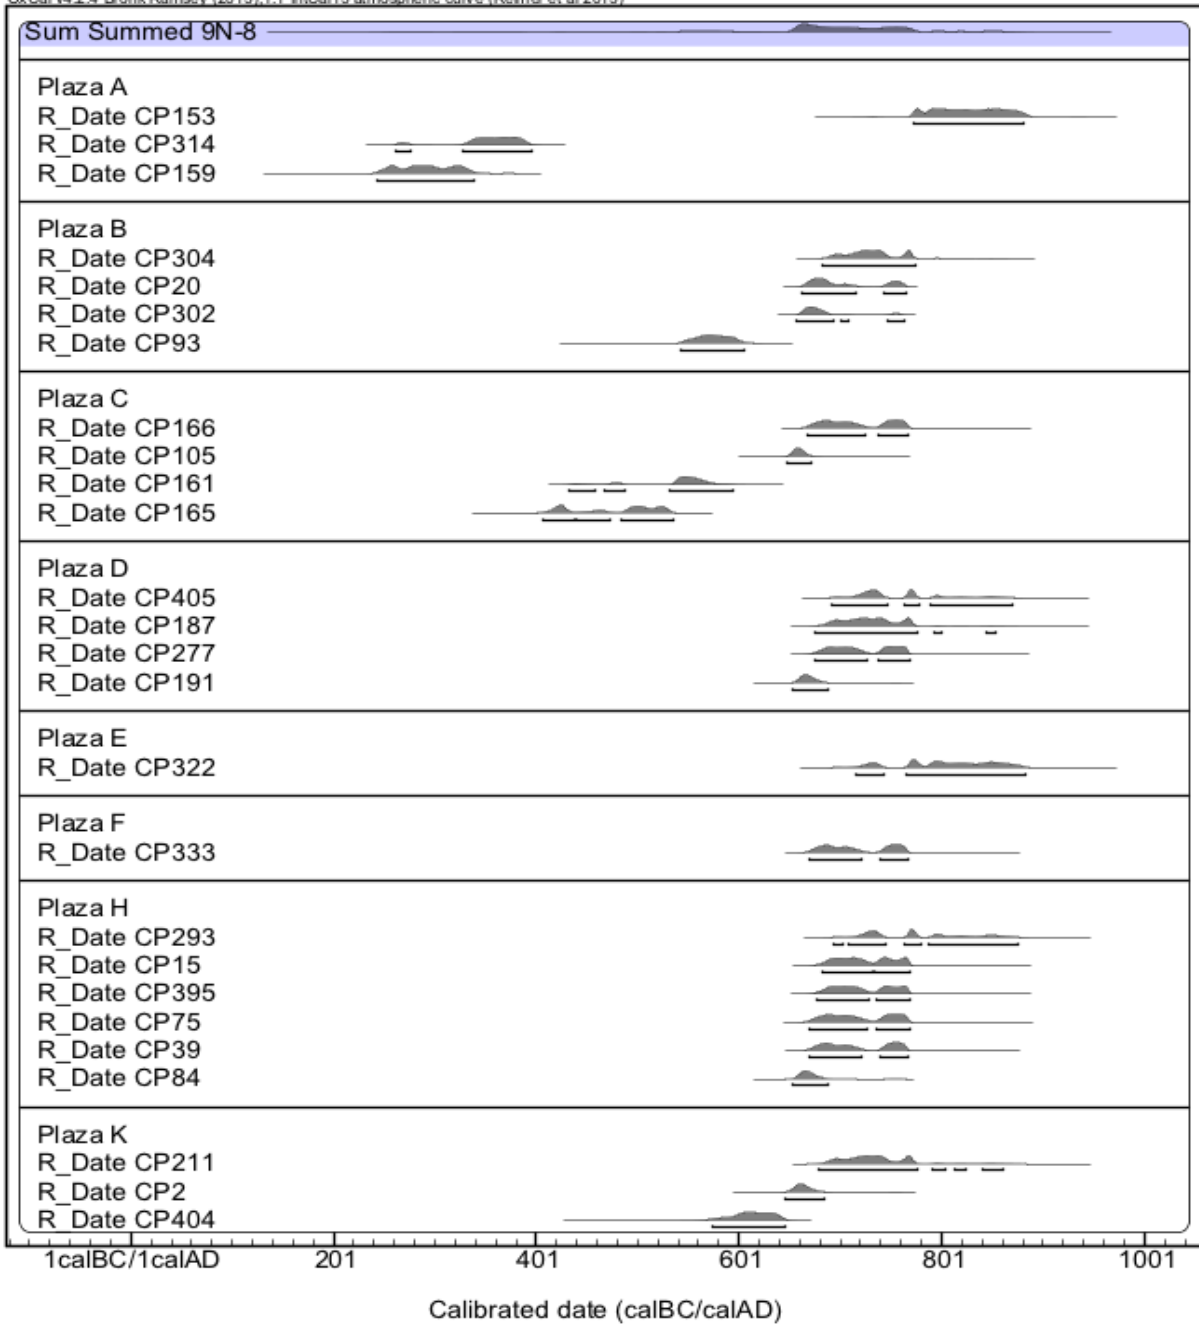 Sum Summed 9N-8
Plaza A
R_Date CP153
R_Date CP314
R_Date CP159
Plaza B
R_Date CP304
R_Date CP20
R_Date CP302
R_Date CP93
Plaza C
R_Date CP166
R_Date CP105
R_Date CP161
R_Date CP165
Plaza D
R_Date CP405
R_Date CP187
R_Date CP277
R_Date CP191
Plaza E
R_Date CP322
Plaza F
R_Date CP333
Plaza H
R_Date CP293
R_Date CP15
R_Date CP395
R_Date CP75
R_Date CP39
R_Date CP84
Plaza K
R_Date CP211
R_Date CP2
R_Date CP404
1calBC/1calAD 201 401 601 801 1001
Calibrated date (calBC/calAD)